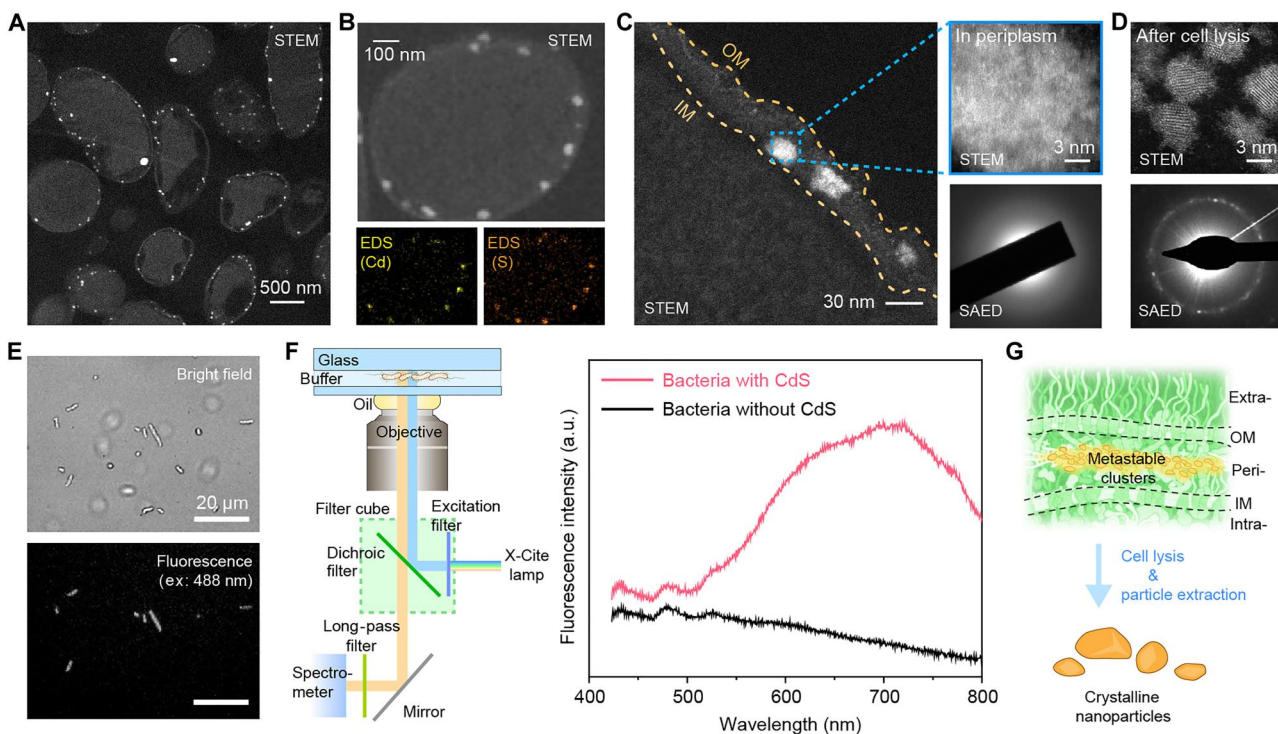 A
STEM
500 nm
B
100 nm
STEM
EDS
(Cd)
EDS
(S)
C
OM
IM
STEM
30 nm
In periplasm
STEM
3 nm
SAED
D
After cell lysis
STEM
3 nm
SAED
E
Bright field
20 μm
Fluorescence
(ex: 488 nm)
F
Glass
Buffer
Oil
Objective
Filter cube
Excitation
filter
Dichroic
filter
X-Cite
lamp
Long-pass
filter
Spectro-
meter
Mirror
Fluorescence intensity (a.u.)
Bacteria with CdS
Bacteria without CdS
400
500
600
700
800
Wavelength (nm)
G
Extra-
OM
Metastable
clusters
Peri-
IM
Intra-
Cell lysis
&
particle extraction
Crystalline
nanoparticles